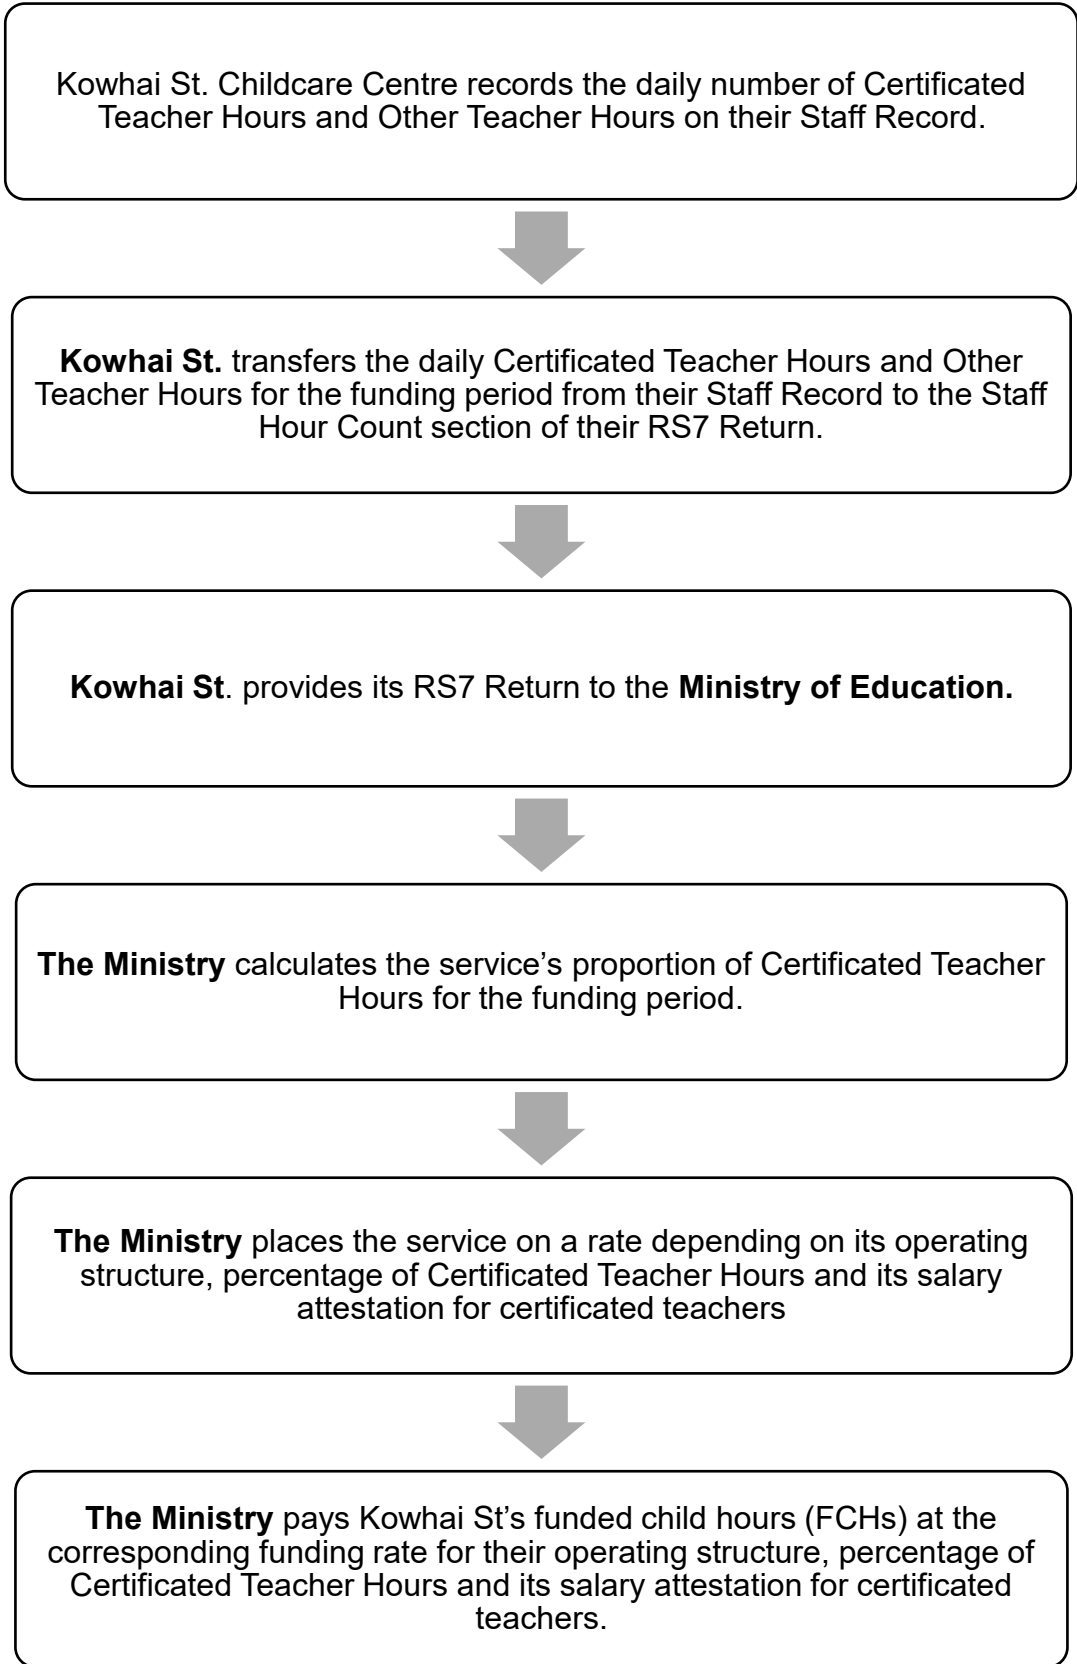 Kowhai St. Childcare Centre records the daily number of Certificated
Teacher Hours and Other Teacher Hours on their Staff Record.
Kowhai St. transfers the daily Certificated Teacher Hours and Other
Teacher Hours for the funding period from their Staff Record to the Staff
Hour Count section of their RS7 Return.
Kowhai St. provides its RS7 Return to the Ministry of Education.
The Ministry calculates the service’s proportion of Certificated Teacher
Hours for the funding period.
The Ministry places the service on a rate depending on its operating
structure, percentage of Certificated Teacher Hours and its salary
attestation for certificated teachers
The Ministry pays Kowhai St’s funded child hours (FCHs) at the
corresponding funding rate for their operating structure, percentage of
Certificated Teacher Hours and its salary attestation for certificated
teachers.